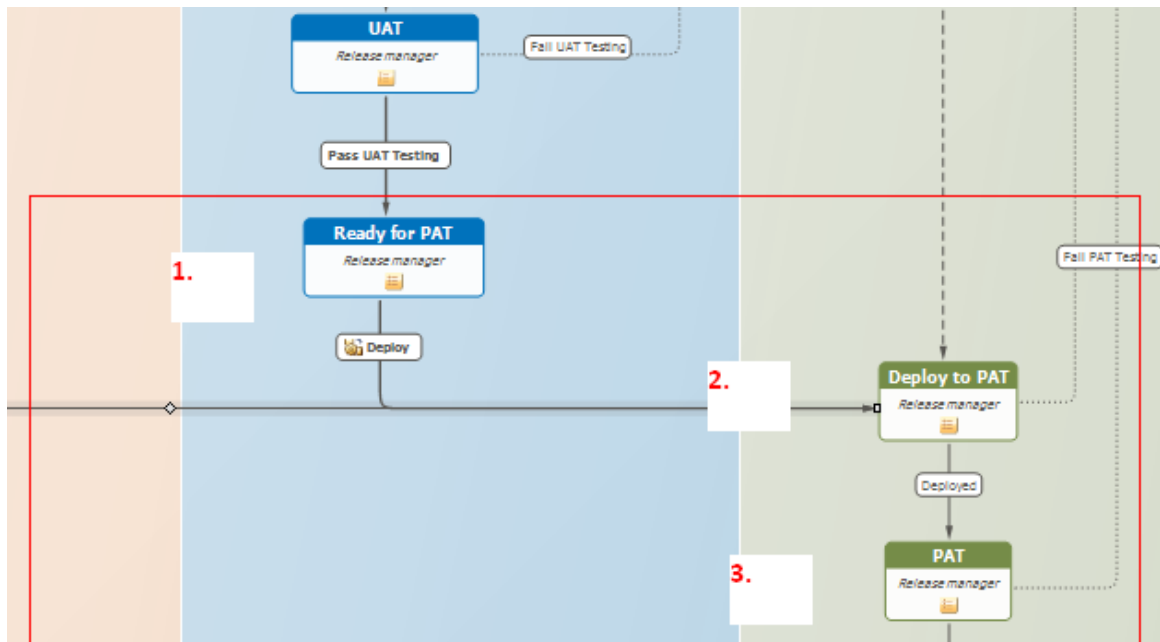 UAT
Release manager
Fail UAT Testing
Pass UAT Testing
Ready for PAT
Release manager
1.
Fail PAT Testing
Deploy
2.
Deploy to PAT
Release manager
Deployed
PAT
3.
Release manager